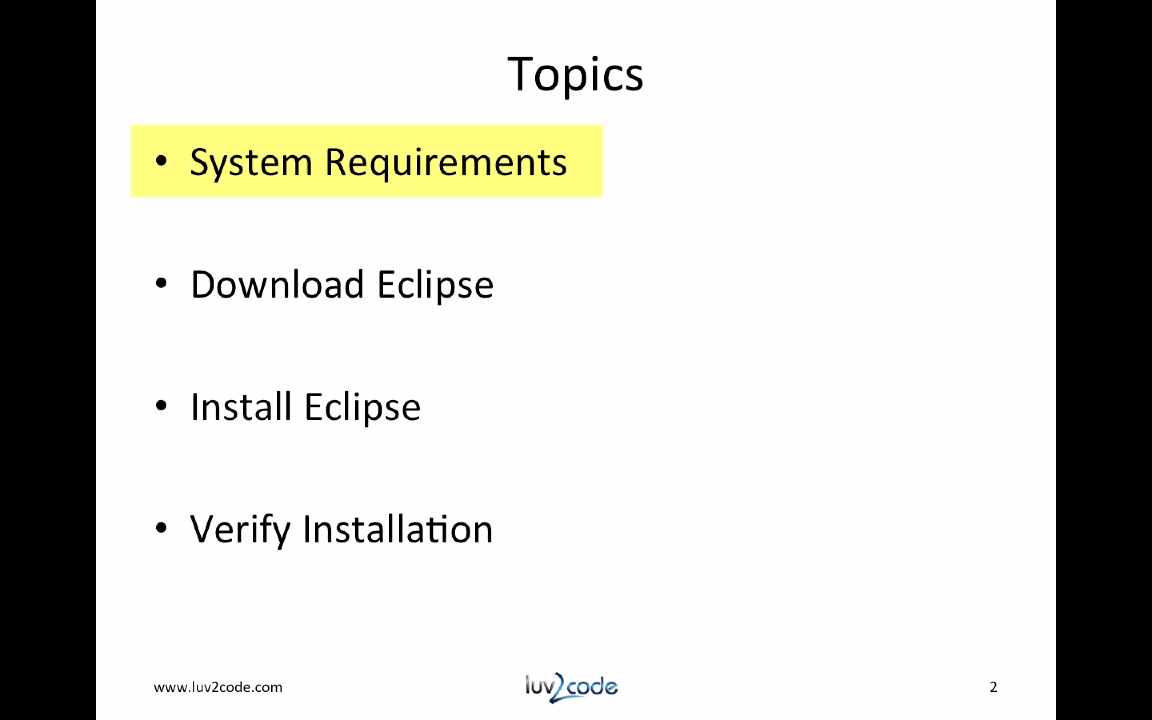 Topics
• System Requirements
• Download Eclipse
• Install Eclipse
• Verify Installation
www.luv2code.com
luv2code
2